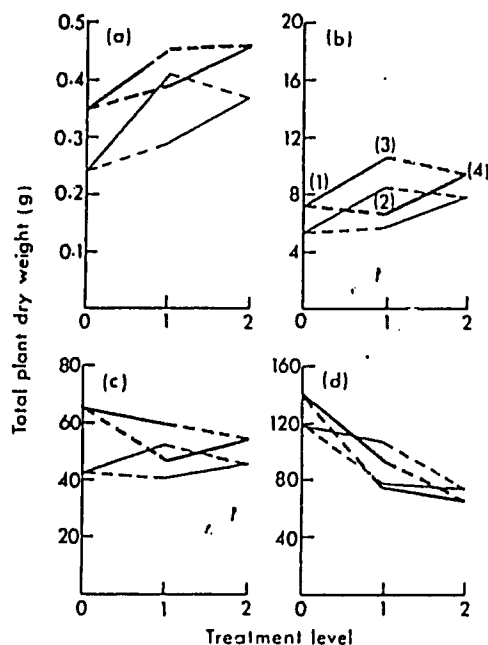 Total plant dry weight (g)
(a)
0.5
0.4
0.3
0.2
0.1
0 1 2
(b)
20
16
12
8
4
(1) (2) (3) (4)
0 1 2
(c)
80
60
40
20
0 1 2
(d)
160
120
80
40
0 1 2
Treatment level